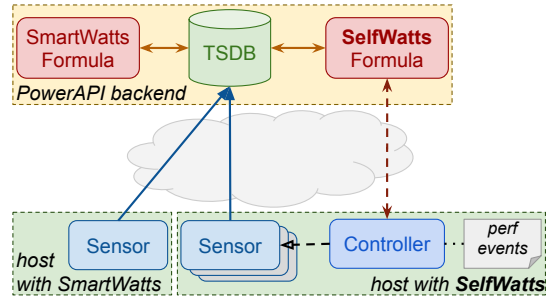 SmartWatts
Formula
TSDB
SelfWatts
Formula
PowerAPI backend
Sensor
host
with SmartWatts
Sensor
Controller
perf
events
host with SelfWatts